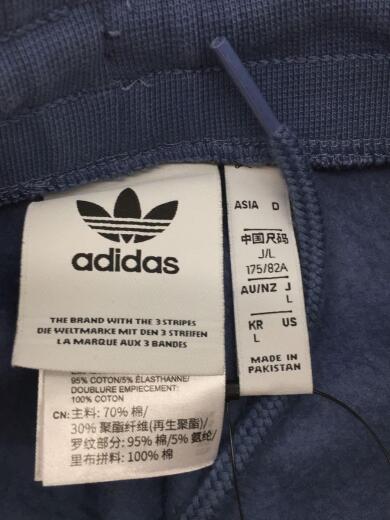 adidas
THE BRAND WITH THE 3 STRIPES
DIE WELTMARKE MIT DEN 3 STREIFEN
LA MARQUE AUX 3 BANDES
ASIA D
中国尺码
J/L
175/82A
AU/NZ J
L
KR US
L
MADE IN
PAKISTAN
95% COTON/5% ÉLASTHANNE/
DOUBLURE EMPIECEMENT:
100% COTON
CN: 主料: 70% 棉/
30% 聚酯纤维(再生聚酯)/
罗纹部分: 95% 棉/5% 氨纶/
里布拼料: 100% 棉